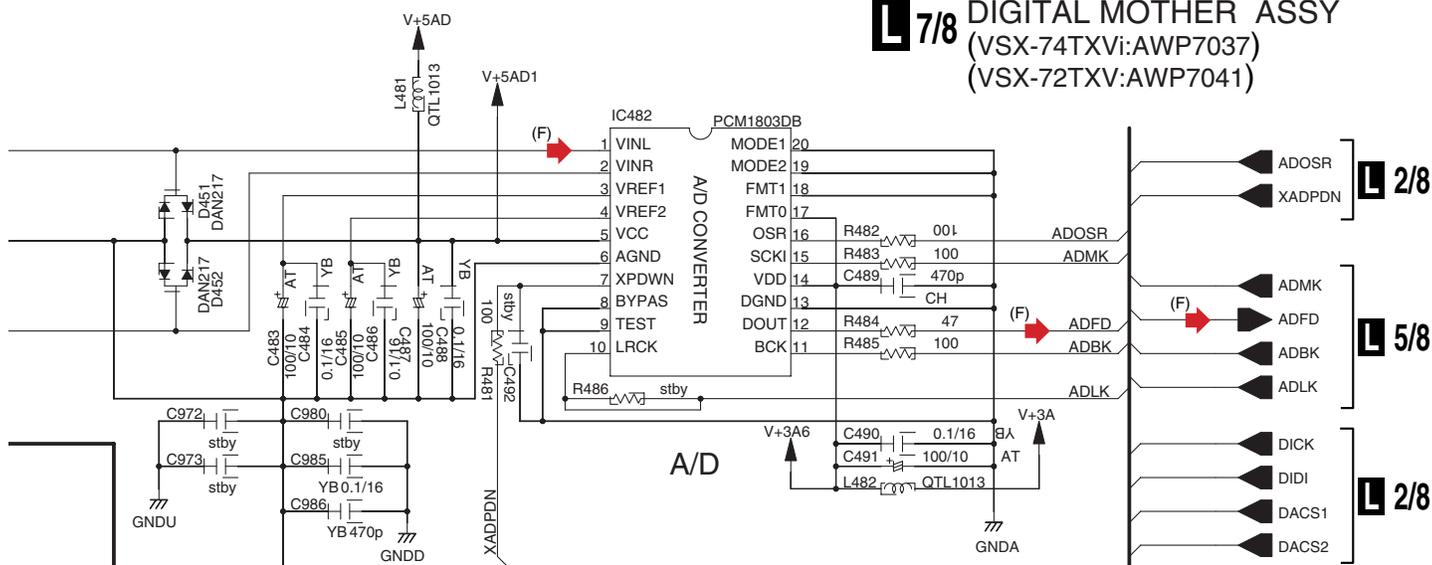 V+5AD
L 7/8 DIGITAL MOTHER ASSY
(VSX-74TXVi:AWP7037)
(VSX-72TXV:AWP7041)
L481
QTL1013
V+5AD1
IC482
PCM1803DB
A/D CONVERTER
(F)
1 VINL
2 VINR
3 VREF1
4 VREF2
5 VCC
6 AGND
7 XPDWN
8 BYPAS
9 TEST
10 LRCK
MODE1 20
MODE2 19
FMT1 18
FMT0 17
OSR 16
SCKI 15
VDD 14
DGND 13
DOUT 12
BCK 11
D451
DAN217
DAN217
D452
R482 100 ADOSR
R483 100 ADMK
C489 470p
CH
R484 47 (F) ADFD
R485 100 ADBK
R486 stby ADLK
AT YB AT YB AT YB
C483
100/10
C484
0.1/16
C485
100/10
C486
0.1/16
C487
100/10
C488
0.1/16
100
R481
stby
C492
C972
stby
C973
stby
C980
stby
C985
YB 0.1/16
C986
YB 470p
GNDU
GNDD
XADPDN
A/D
V+3A6
V+3A
C490 0.1/16 YB
C491 100/10 AT
L482 QTL1013
GNDA
ADOSR
XADPDN
L 2/8
ADMK
(F) ADFD
ADBK
ADLK
L 5/8
DICK
DIDI
DACS1
DACS2
L 2/8